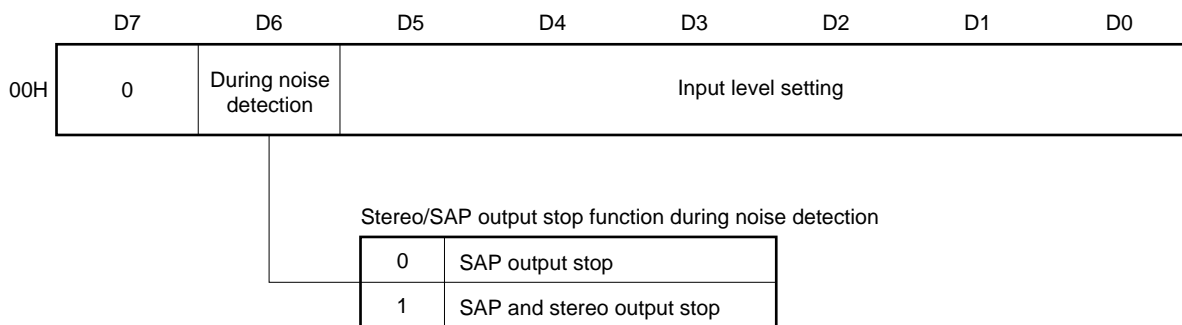 D7 D6 D5 D4 D3 D2 D1 D0
00H 0 During noise detection Input level setting
Stereo/SAP output stop function during noise detection
0 SAP output stop
1 SAP and stereo output stop